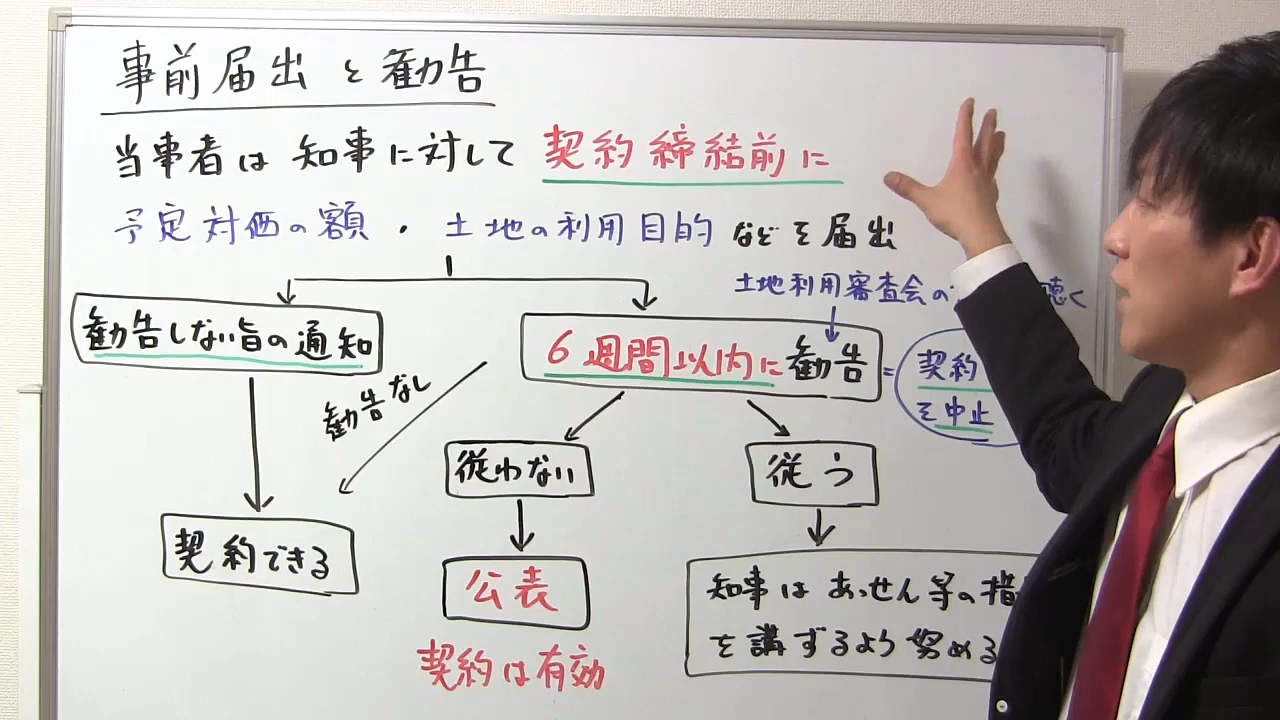 事前届出と勧告
当事者は知事に対して契約締結前に
予定対価の額・土地の利用目的などを届出
土地利用審査会の聴く
勧告しない旨の通知
6週間以内に勧告
=
契約
を中止
勧告なし
従わない
従う
契約できる
公表
契約は有効
知事はあっせん等の
を講ずるよう努める